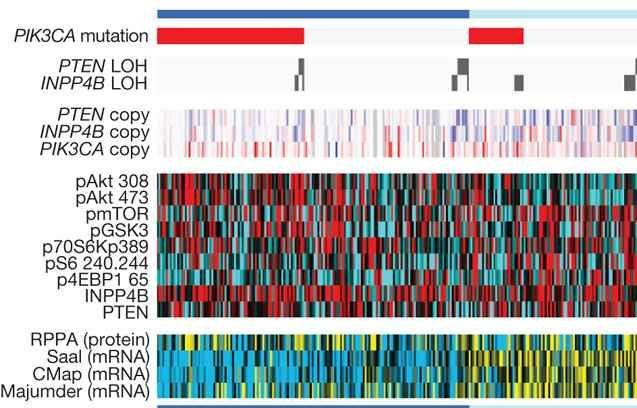 PIK3CA mutation
PTEN LOH
INPP4B LOH
PTEN copy
INPP4B copy
PIK3CA copy
pAkt 308
pAkt 473
pmTOR
pGSK3
p70S6Kp389
pS6 240.244
p4EBP1 65
INPP4B
PTEN
RPPA (protein)
Saal (mRNA)
CMap (mRNA)
Majumder (mRNA)